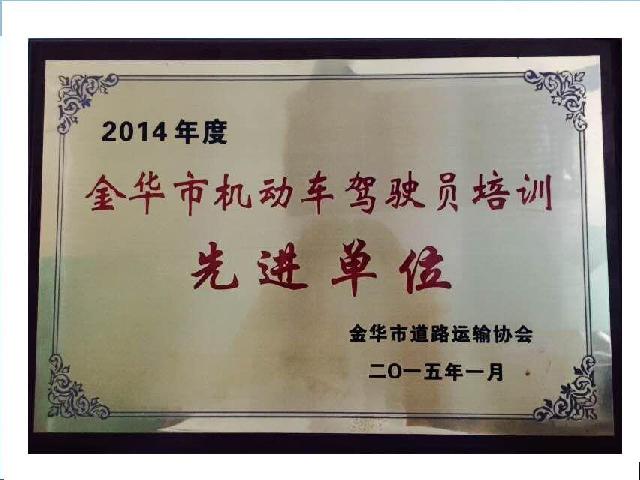 2014年度
金华市机动车驾驶员培训
先进单位
金华市道路运输协会
二〇一五年一月